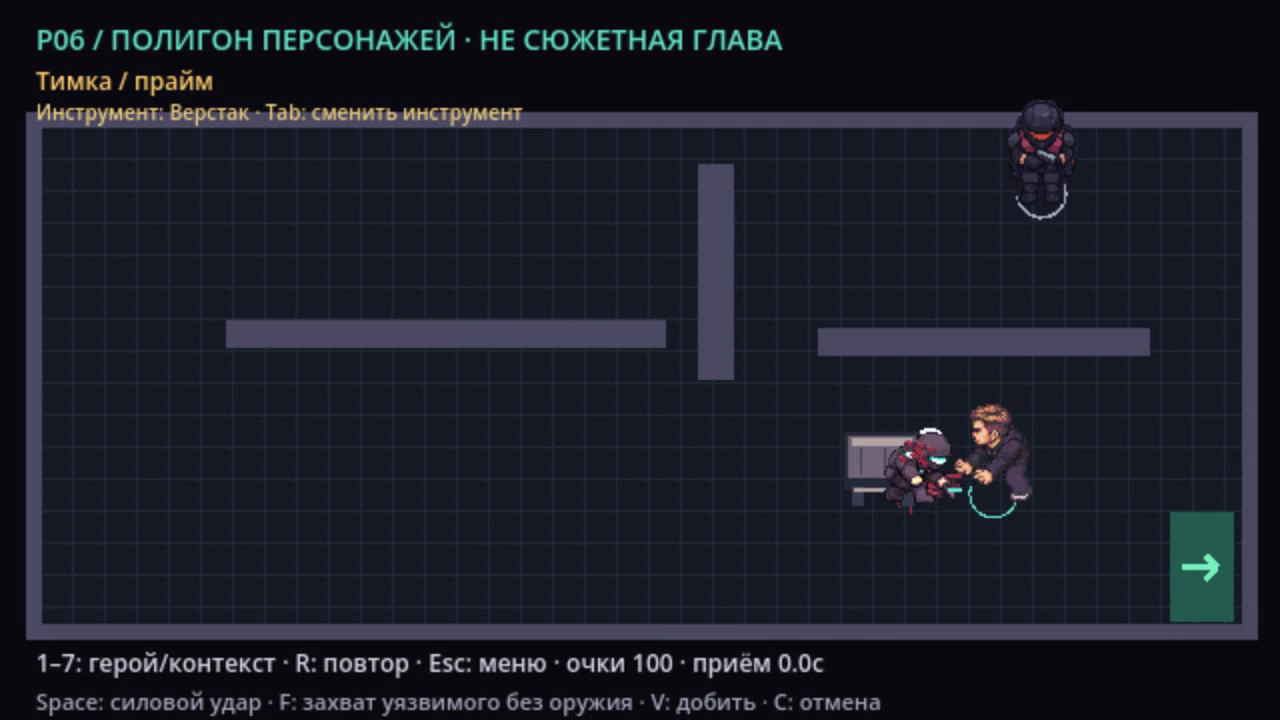 P06 / ПОЛИГОН ПЕРСОНАЖЕЙ · НЕ СЮЖЕТНАЯ ГЛАВА
Тимка / прайм
Инструмент: Верстак · Tab: сменить инструмент
→
1–7: герой/контекст · R: повтор · Esc: меню · очки 100 · приём 0.0с
Space: силовой удар · F: захват уязвимого без оружия · V: добить · C: отмена